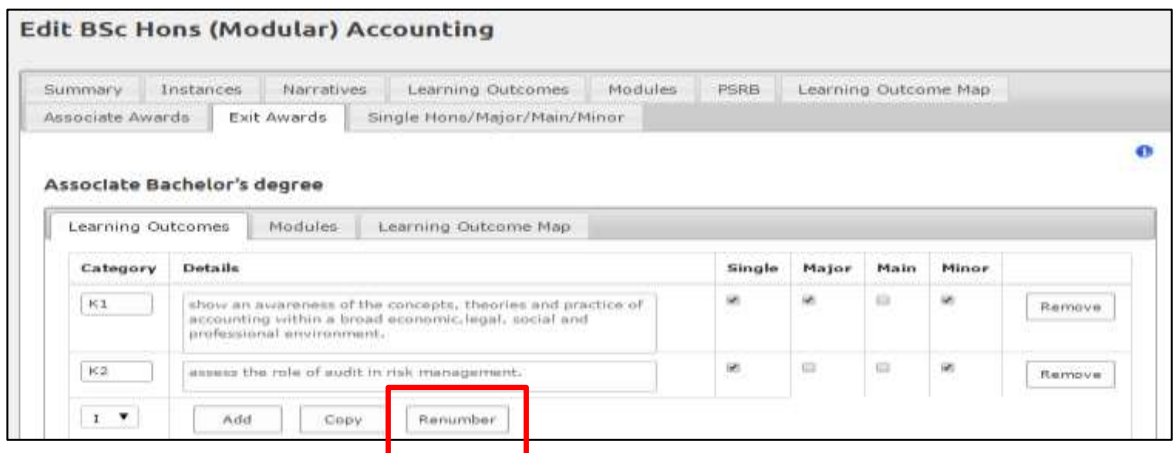 Edit BSc Hons (Modular) Accounting
Summary Instances Narratives Learning Outcomes Modules PSRB Learning Outcome Map
Associate Awards Exit Awards Single Hons/Major/Main/Minor
Associate Bachelor's degree
Learning Outcomes Modules Learning Outcome Map
Category Details Single Major Main Minor
K1 show an awareness of the concepts, theories and practice of
accounting within a broad economic,legal, social and
professional environment.
Remove
K2 assess the role of audit in risk management.
Remove
I Add Copy Renumber